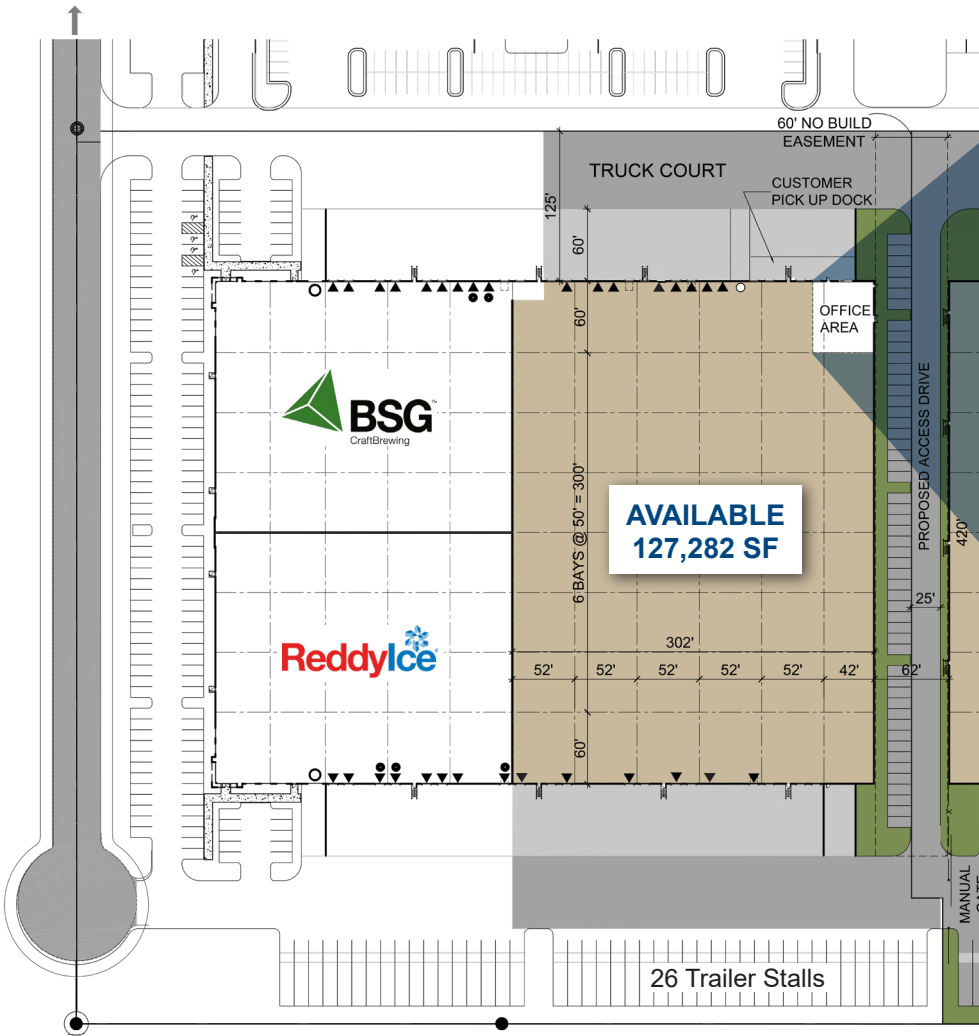 60' NO BUILD
EASEMENT
TRUCK COURT
CUSTOMER
PICK UP DOCK
125'
60'
60'
OFFICE
AREA
BSG™
CraftBrewing
PROPOSED ACCESS DRIVE
6 BAYS @ 50' = 300'
AVAILABLE
127,282 SF
420'
25'
ReddyIce
302'
52'
52'
52'
52'
52'
42'
62'
60'
MANUAL
GATE
26 Trailer Stalls